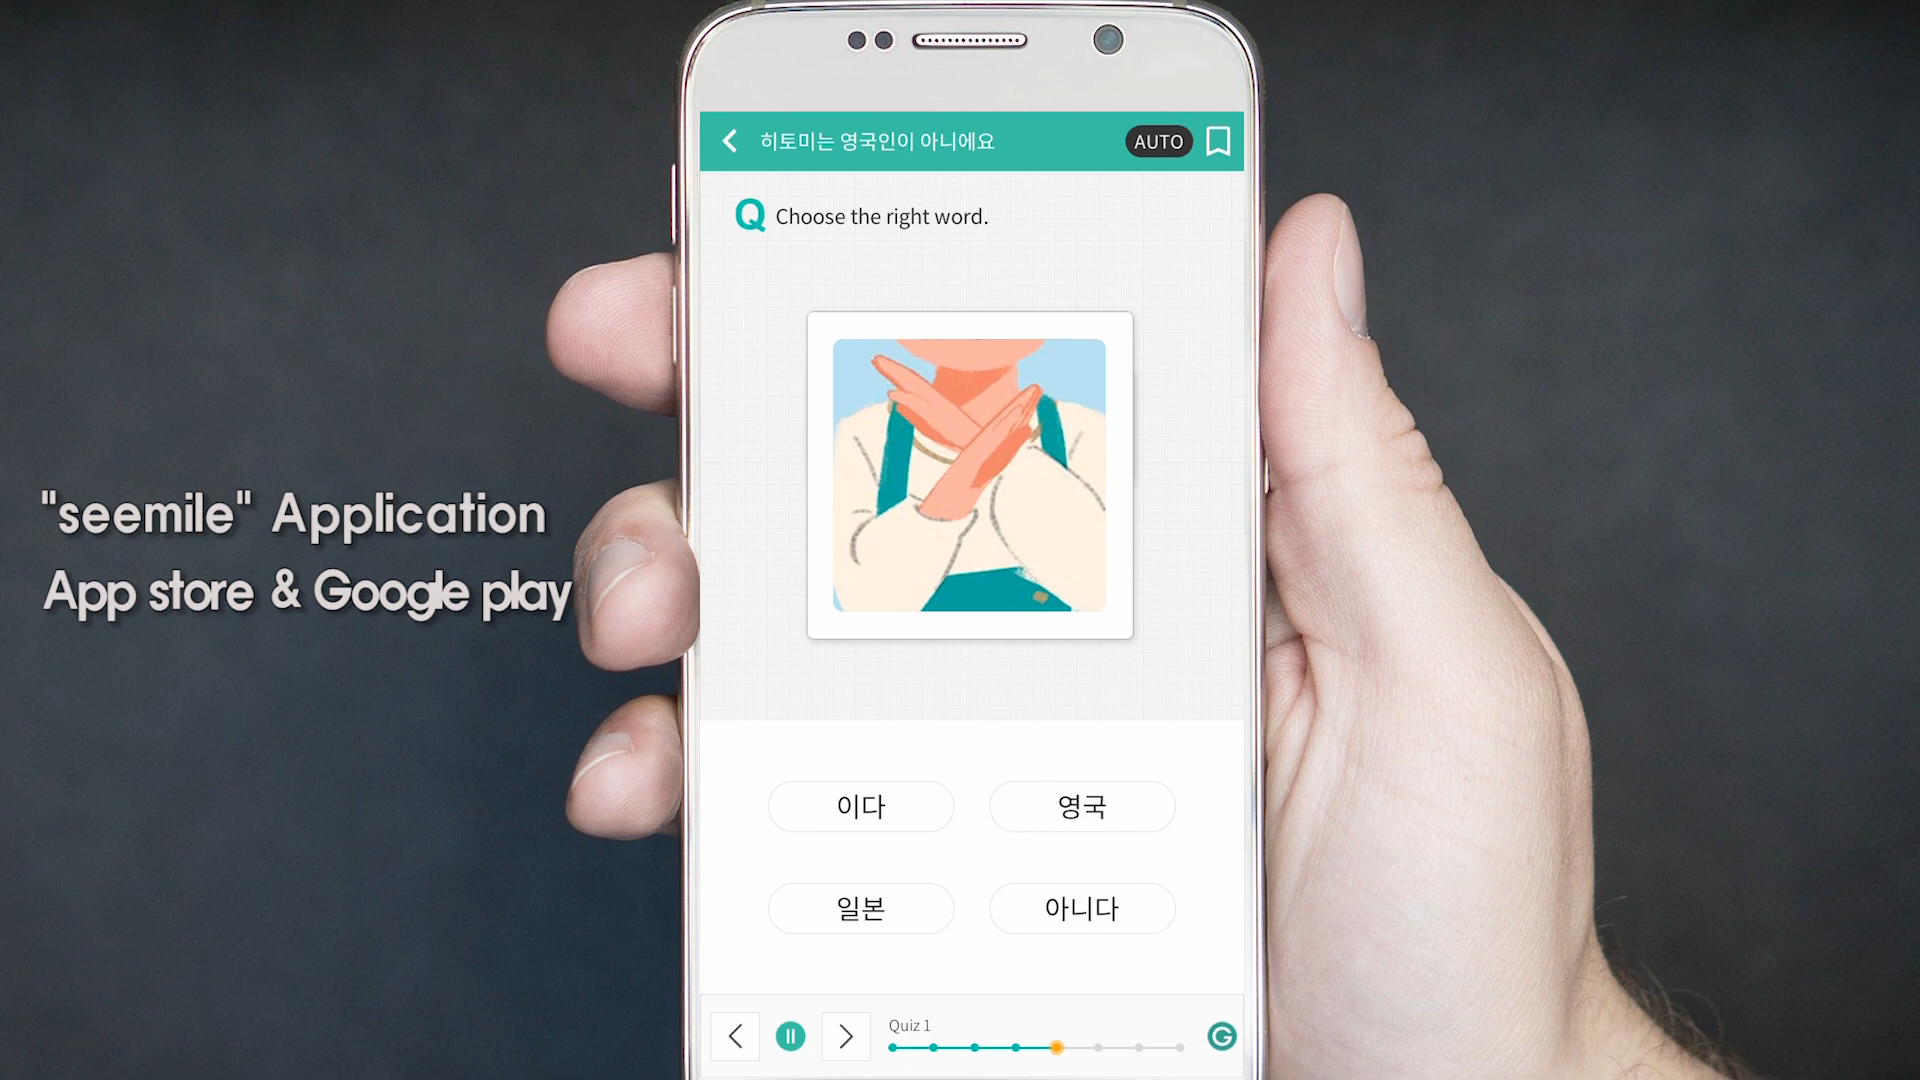 "seemile" Application
App store & Google play
히토미는 영국인이 아니에요
AUTO
Q Choose the right word.
이다
영국
일본
아니다
Quiz 1
G